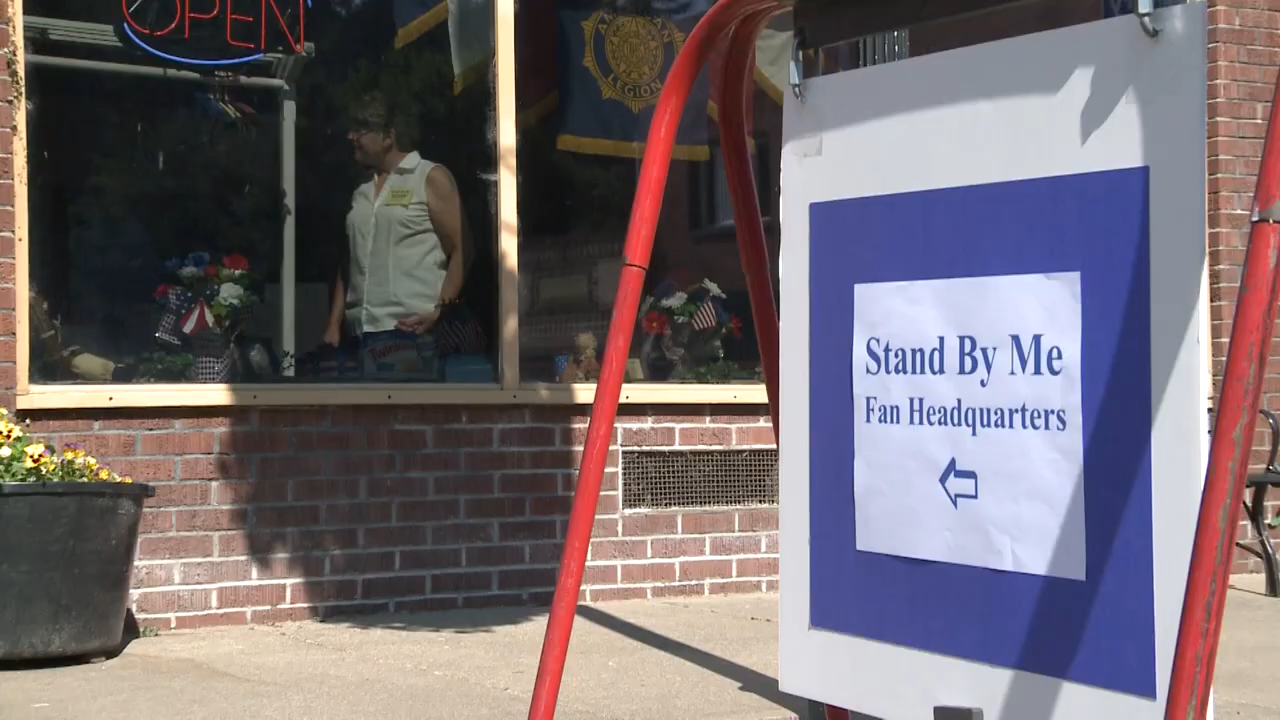 OPEN
AMERICAN
LEGION
Stand By Me
Fan Headquarters